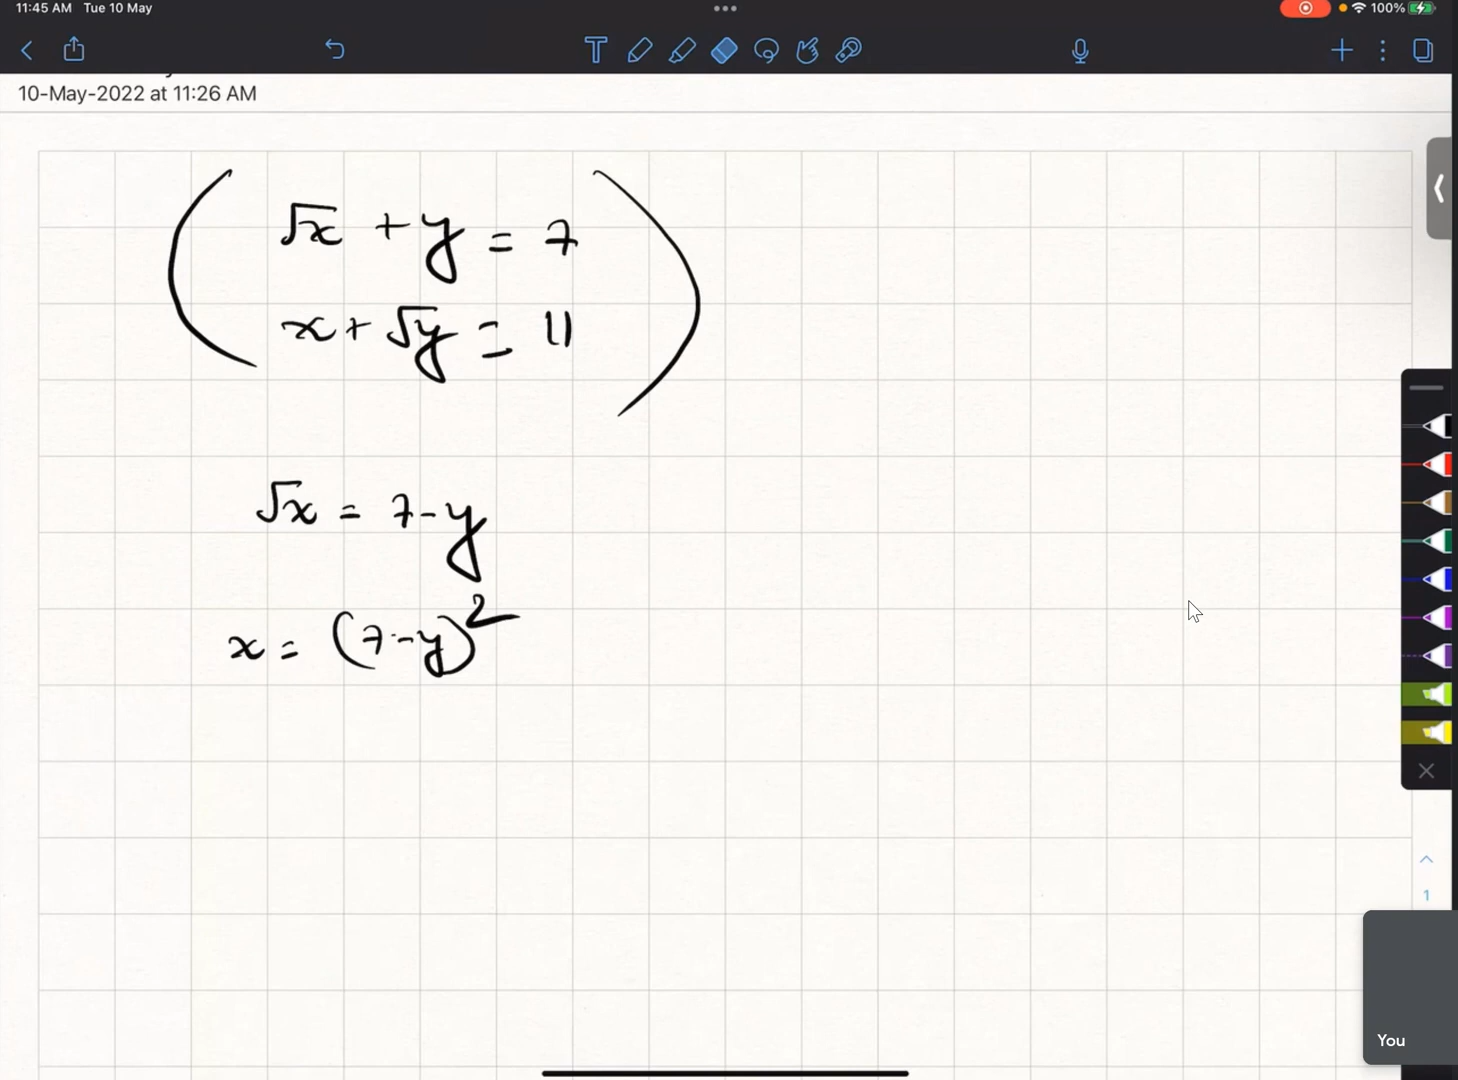 11:45 AM Tue 10 May
100%
10-May-2022 at 11:26 AM
√x + y = 7
x + √y = 11
√x = 7 - y
x = (7 - y)²
1
You